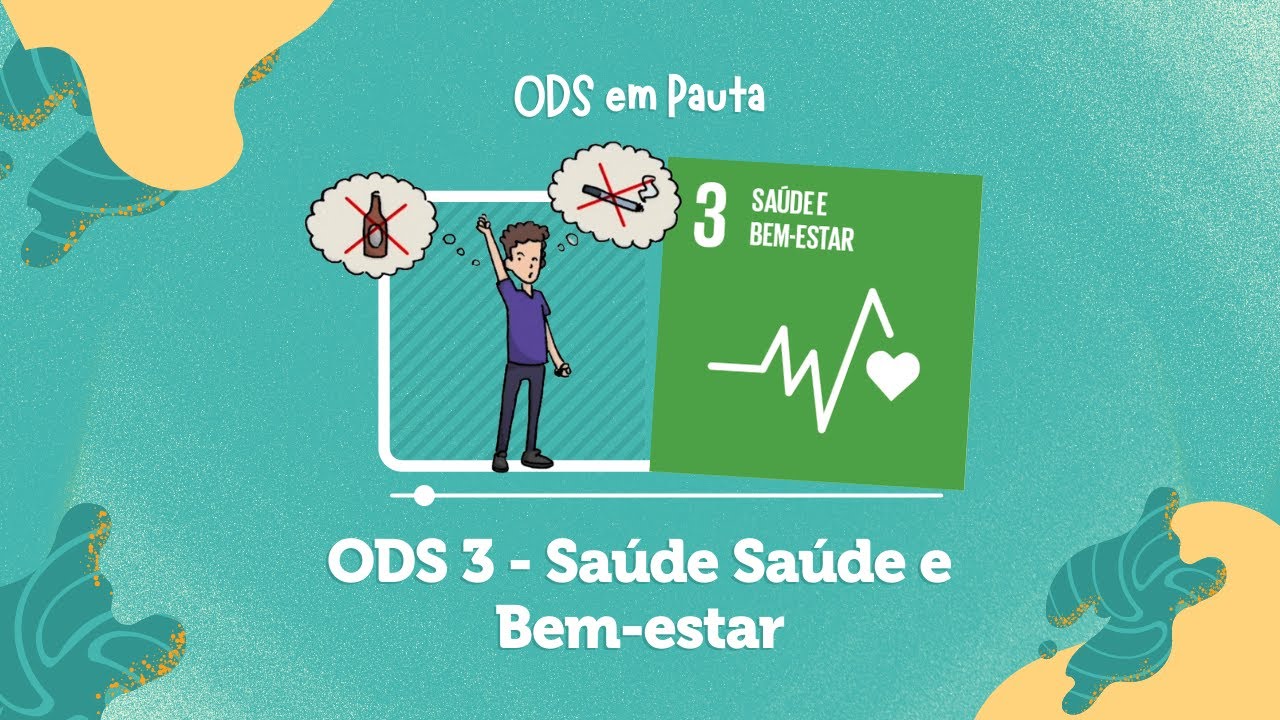 ODS em Pauta
3 SAÚDE E
BEM-ESTAR
ODS 3 - Saúde Saúde e
Bem-estar